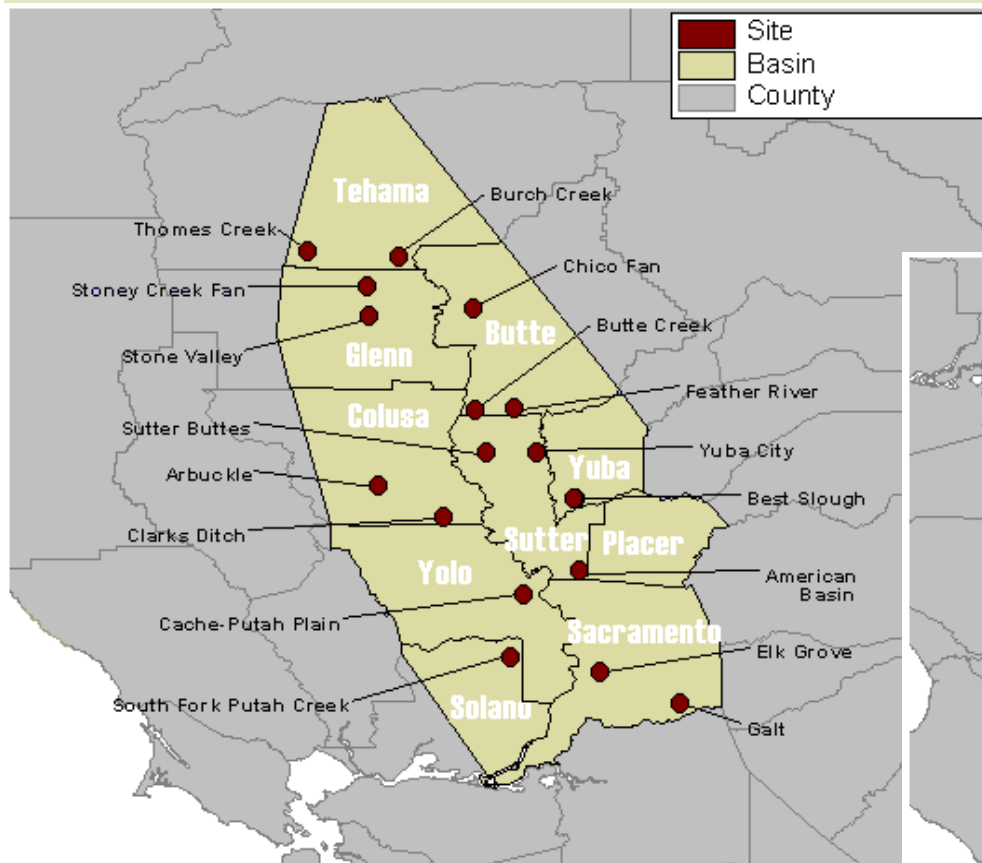 Site
Basin
County
Tehama
Burch Creek
Thomes Creek
Chico Fan
Stoney Creek Fan
Butte Creek
Butte
Stone Valley
Glenn
Feather River
Colusa
Sutter Buttes
Yuba City
Yuba
Arbuckle
Best Slough
Clarks Ditch
Sutter
Placer
Yolo
American
Basin
Cache-Putah Plain
Sacramento
Elk Grove
South Fork Putah Creek
Solano
Galt